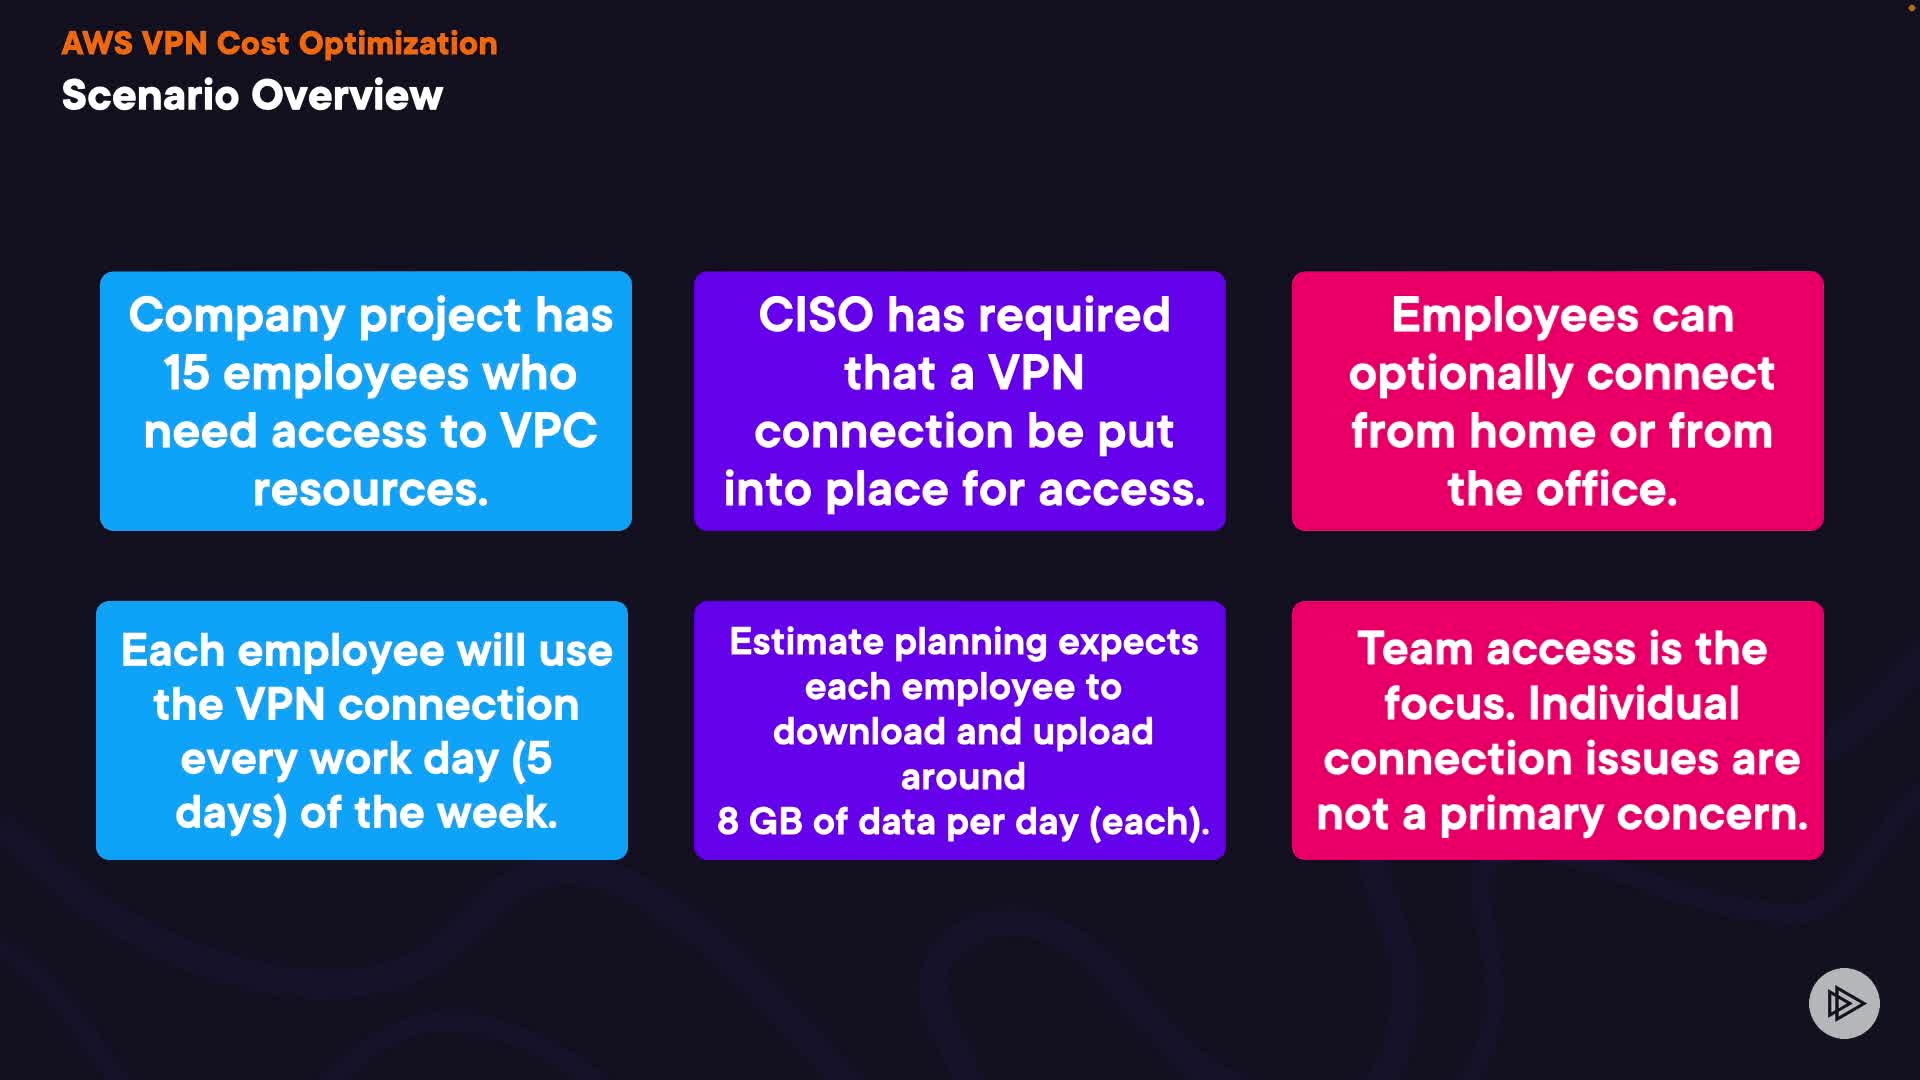 AWS VPN Cost Optimization
Scenario Overview
Company project has
15 employees who
need access to VPC
resources.
CISO has required
that a VPN
connection be put
into place for access.
Employees can
optionally connect
from home or from
the office.
Each employee will use
the VPN connection
every work day (5
days) of the week.
Estimate planning expects
each employee to
download and upload
around
8 GB of data per day (each).
Team access is the
focus. Individual
connection issues are
not a primary concern.